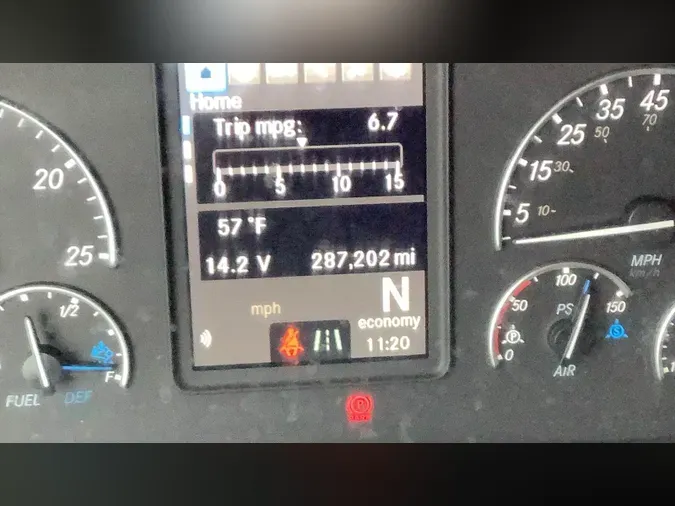 Home
Trip mpg: 6.7
0 5 10 15
57 °F
14.2 V 287,202 mi
mph
N
economy
11:20
20
25
1/2
F
FUEL DEF
45
35
70
25 50
15 30
5 10
MPH
km/h
100
50 PSI 150
P S
0
AIR